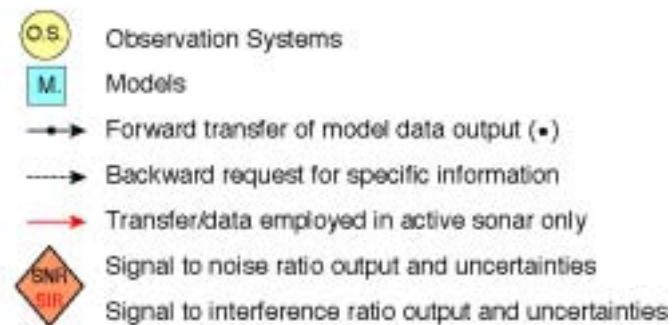 O.S. Observation Systems
M. Models
Forward transfer of model data output (•)
Backward request for specific information
Transfer/data employed in active sonar only
SNR Signal to noise ratio output and uncertainties
SIR Signal to interference ratio output and uncertainties